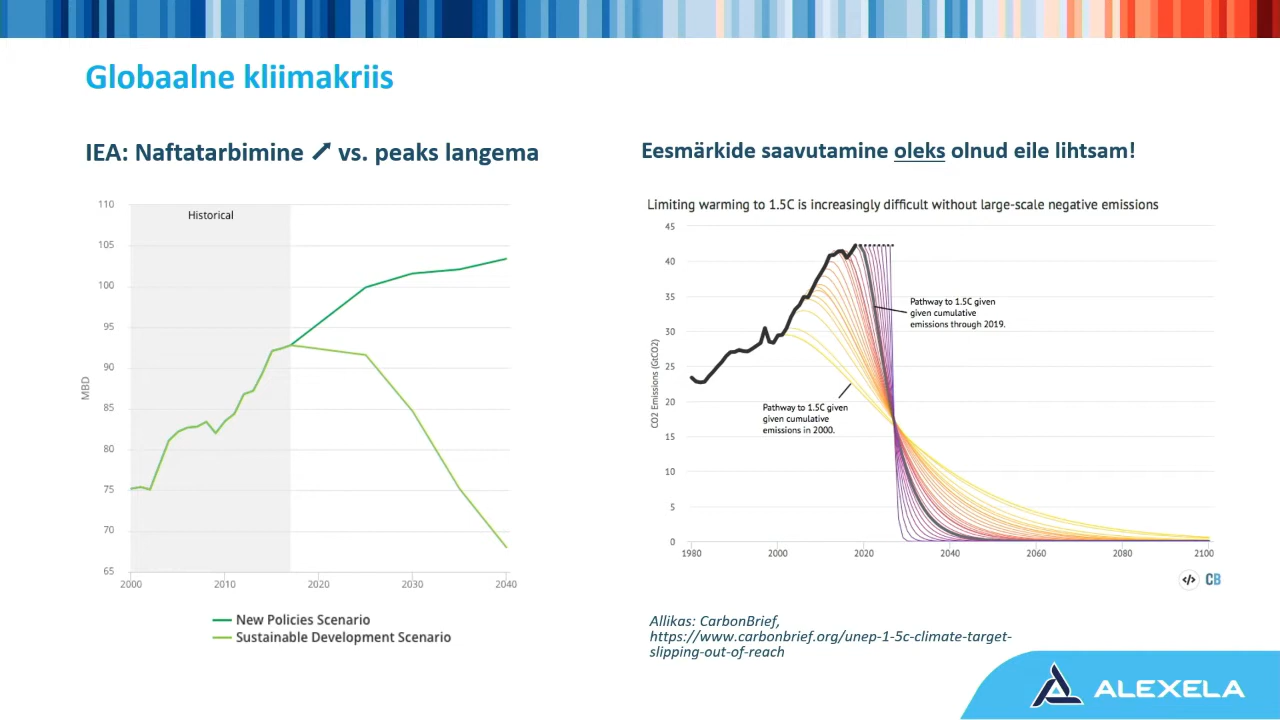 Globaalne kliimakriis
IEA: Naftatarbimine ↗ vs. peaks langema
110
105
100
95
90
85
80
75
70
65
MBD
Historical
2000
2010
2020
2030
2040
New Policies Scenario
Sustainable Development Scenario
Eesmärkide saavutamine oleks olnud eile lihtsam!
Limiting warming to 1.5C is increasingly difficult without large-scale negative emissions
45
40
35
30
25
20
15
10
5
0
CO2 Emissions (GtCO2)
Pathway to 1.5C given
given cumulative
emissions through 2019.
Pathway to 1.5C given
given cumulative
emissions in 2000.
1980
2000
2020
2040
2060
2080
2100
</> CB
Allikas: CarbonBrief,
https://www.carbonbrief.org/unep-1-5c-climate-target-
slipping-out-of-reach
ALEXELA